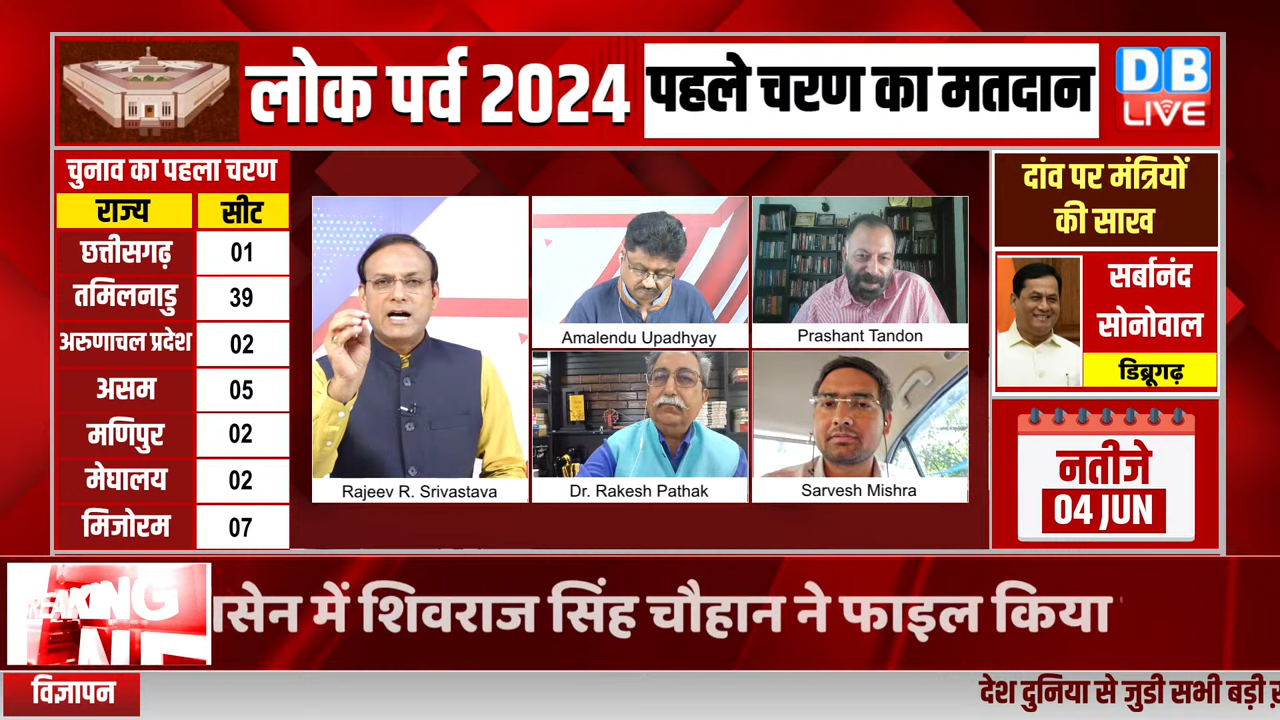 लोक पर्व 2024
पहले चरण का मतदान
DB
LIVE
चुनाव का पहला चरण
राज्य सीट
छत्तीसगढ़ 01
तमिलनाडु 39
अरुणाचल प्रदेश 02
असम 05
मणिपुर 02
मेघालय 02
मिजोरम 07
Amalendu Upadhyay
Prashant Tandon
Rajeev R. Srivastava
Dr. Rakesh Pathak
Sarvesh Mishra
दांव पर मंत्रियों
की साख
सर्बानंद
सोनोवाल
डिब्रूगढ़
नतीजे
04 JUN
में शिवराज सिंह चौहान ने फाइल किया
विज्ञापन
देश दुनिया से जुडी सभी बड़ी